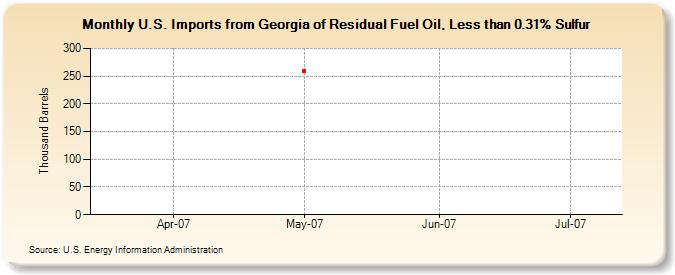 Monthly U.S. Imports from Georgia of Residual Fuel Oil, Less than 0.31% Sulfur
Thousand Barrels
300
250
200
150
100
50
0
Apr-07
May-07
Jun-07
Jul-07
Source: U.S. Energy Information Administration